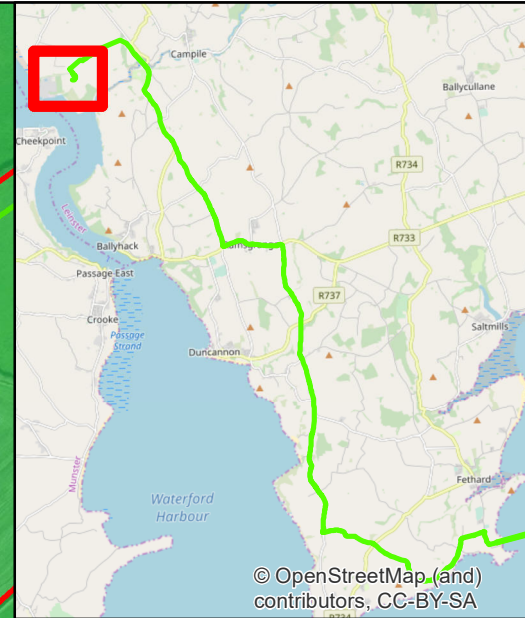 Campile
Ballycullane
Cheekpoint
R734
Leinster
R733
Ballyhack
Passage East
R737
Crooke
Saltmills
Passage
Strand
Duncannon
Munster
Fethard
Waterford
Harbour
© OpenStreetMap (and)
contributors, CC-BY-SA
R734